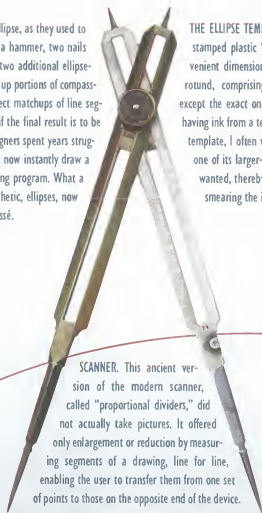 llipse, as they used to
a hammer, two nails
two additional ellipse-
up portions of compass-
ect matchups of line seg-
if the final result is to be
gners spent years strug-
now instantly draw a
ng program. What a
hetic, ellipses, now
ssé.
THE ELLIPSE TEM
stamped plastic
venient dimension
rotund, comprising
except the exact one
having ink from a te
template, I often w
one of its larger-
wanted, thereby
smearing the i
SCANNER. This ancient ver-
sion of the modern scanner,
called “proportional dividers,” did
not actually take pictures. It offered
only enlargement or reduction by measur-
ing segments of a drawing, line for line,
enabling the user to transfer them from one set
of points to those on the opposite end of the device.